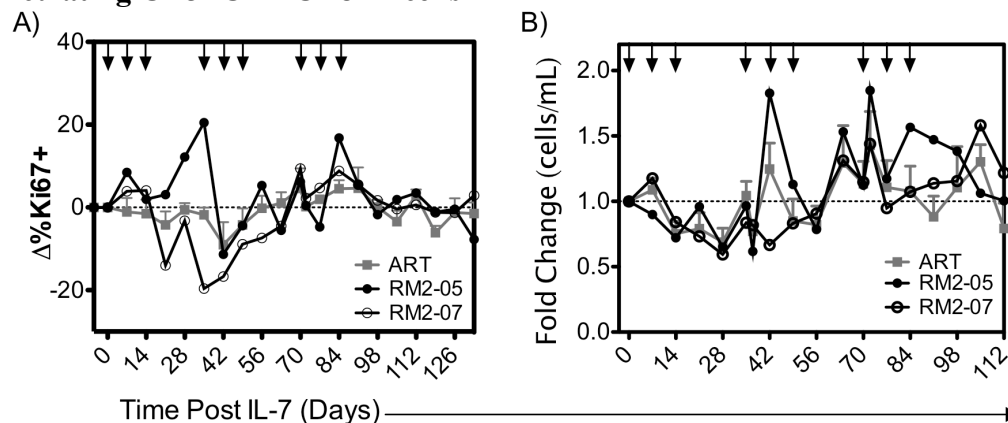 A)
40
20
0
-20
Δ%Ki67+
ART
RM2-05
RM2-07
0 14 28 42 56 70 84 98 112 126
B)
2.0
1.5
1.0
0.5
0.0
Fold Change (cells/mL)
ART
RM2-05
RM2-07
0 14 28 42 56 70 84 98 112
Time Post IL-7 (Days)